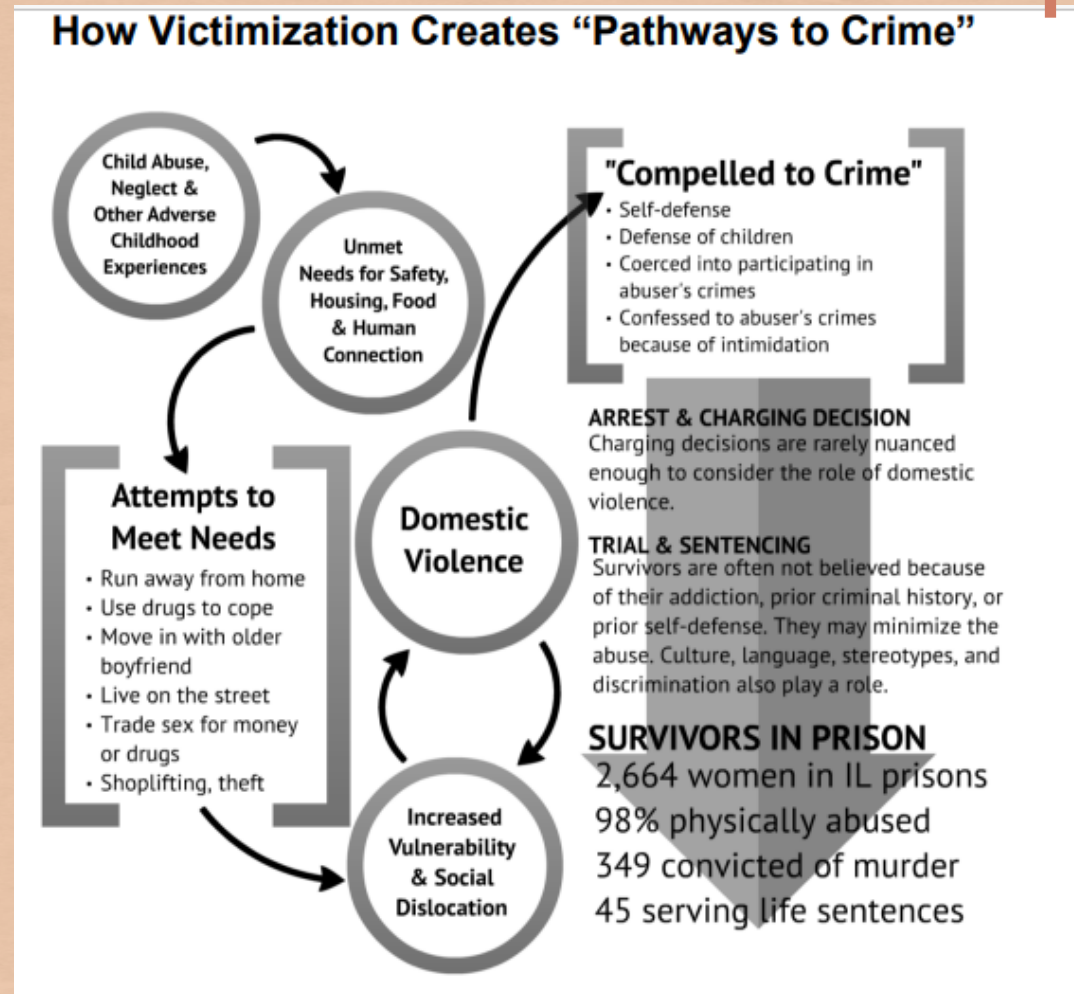 How Victimization Creates “Pathways to Crime”
Child Abuse,
Neglect &
Other Adverse
Childhood
Experiences
Unmet
Needs for Safety,
Housing, Food
& Human
Connection
Attempts to
Meet Needs
• Run away from home
• Use drugs to cope
• Move in with older
boyfriend
• Live on the street
• Trade sex for money
or drugs
• Shoplifting, theft
Increased
Vulnerability
& Social
Dislocation
Domestic
Violence
"Compelled to Crime"
• Self-defense
• Defense of children
• Coerced into participating in
abuser's crimes
• Confessed to abuser's crimes
because of intimidation
ARREST & CHARGING DECISION
Charging decisions are rarely nuanced
enough to consider the role of domestic
violence.
TRIAL & SENTENCING
Survivors are often not believed because
of their addiction, prior criminal history, or
prior self-defense. They may minimize the
abuse. Culture, language, stereotypes, and
discrimination also play a role.
SURVIVORS IN PRISON
2,664 women in IL prisons
98% physically abused
349 convicted of murder
45 serving life sentences